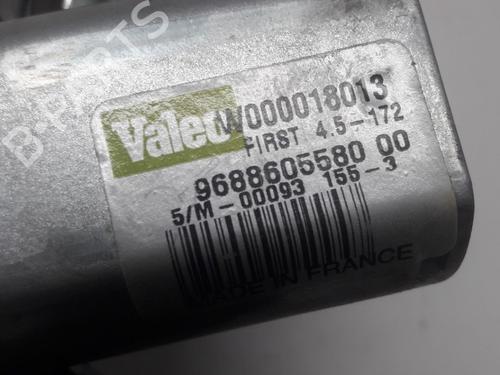 Valeo W000018013
FIRST 4.5-172
9688605580 00
5/M-00093 155-3
MADE IN FRANCE
B-PARTS